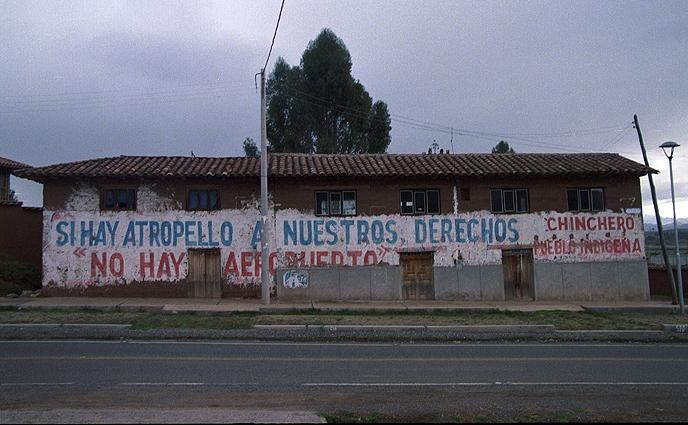 SI HAY ATROPELLO A NUESTROS DERECHOS
"NO HAY AEROPUERTO"
CHINCHERO
PUEBLO INDIGENA